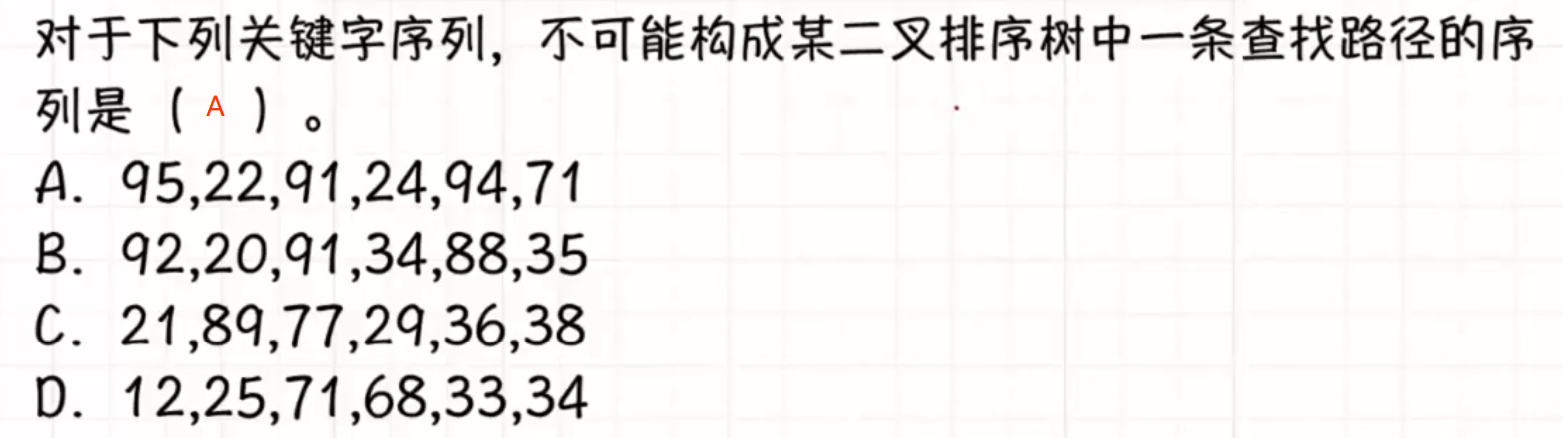 对于下列关键字序列，不可能构成某二叉排序树中一条查找路径的序
列是（ A ）。
A. 95,22,91,24,94,71
B. 92,20,91,34,88,35
C. 21,89,77,29,36,38
D. 12,25,71,68,33,34